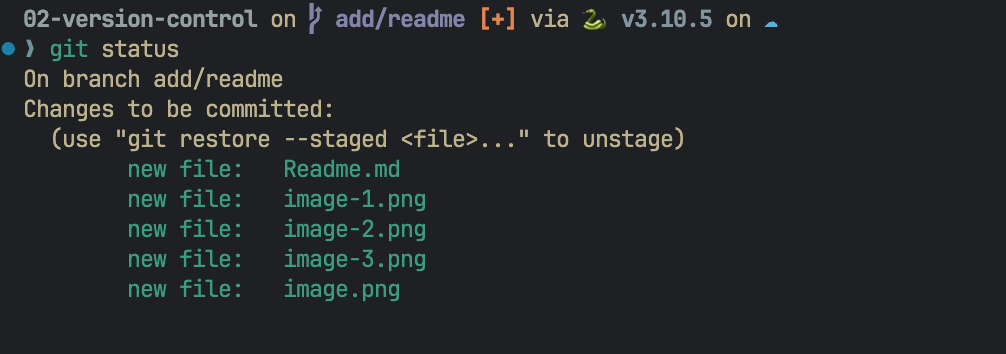 02-version-control on add/readme [+] via 🐍 v3.10.5 on ☁
❯ git status
On branch add/readme
Changes to be committed:
  (use "git restore --staged <file>..." to unstage)
        new file:   Readme.md
        new file:   image-1.png
        new file:   image-2.png
        new file:   image-3.png
        new file:   image.png